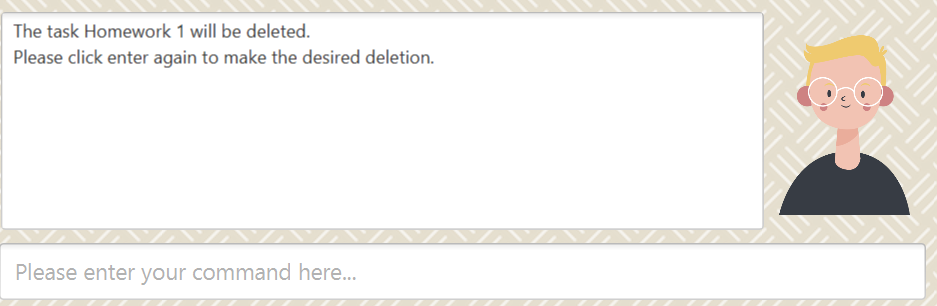 The task Homework 1 will be deleted.
Please click enter again to make the desired deletion.
Please enter your command here...